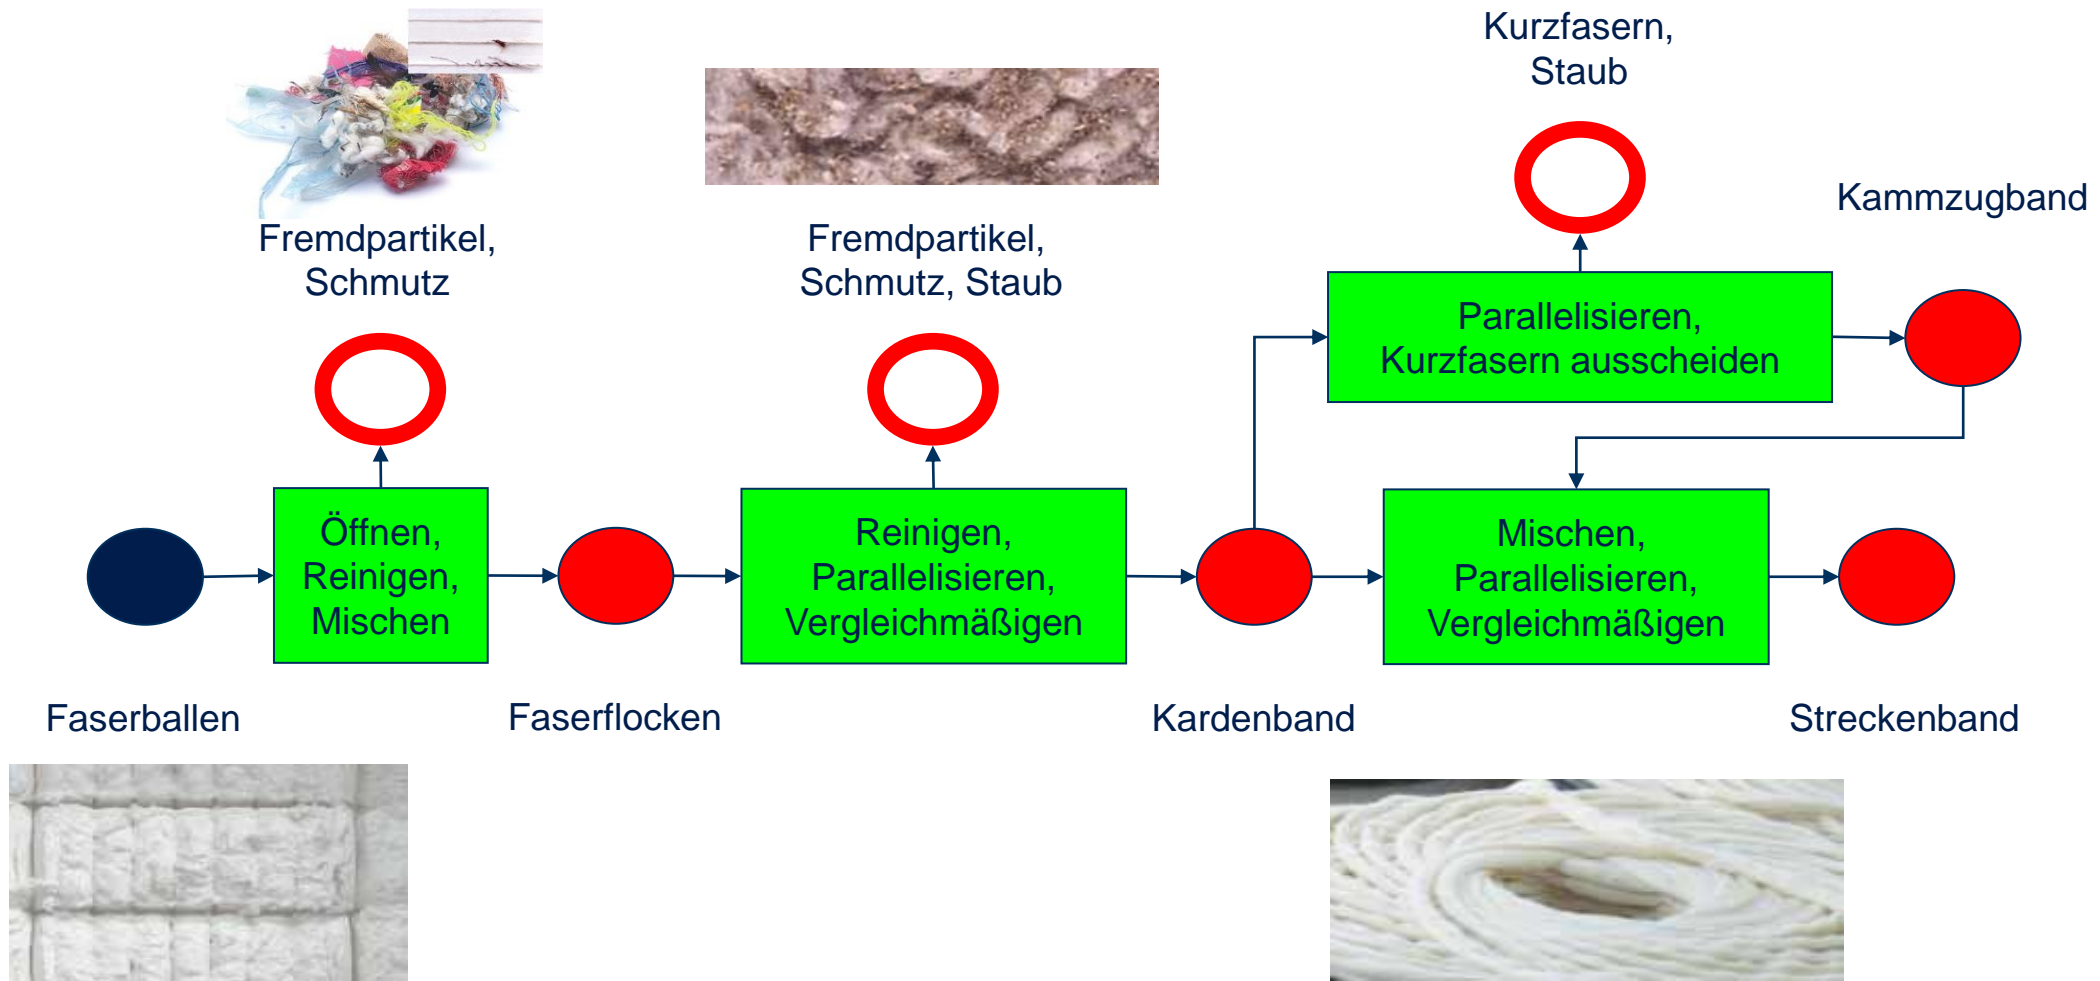 Kurzfasern,
Staub
Kammzugband
Fremdpartikel,
Schmutz
Fremdpartikel,
Schmutz, Staub
Parallelisieren,
Kurzfasern ausscheiden
Öffnen,
Reinigen,
Mischen
Reinigen,
Parallelisieren,
Vergleichmäßigen
Mischen,
Parallelisieren,
Vergleichmäßigen
Faserballen
Faserflocken
Kardenband
Streckenband